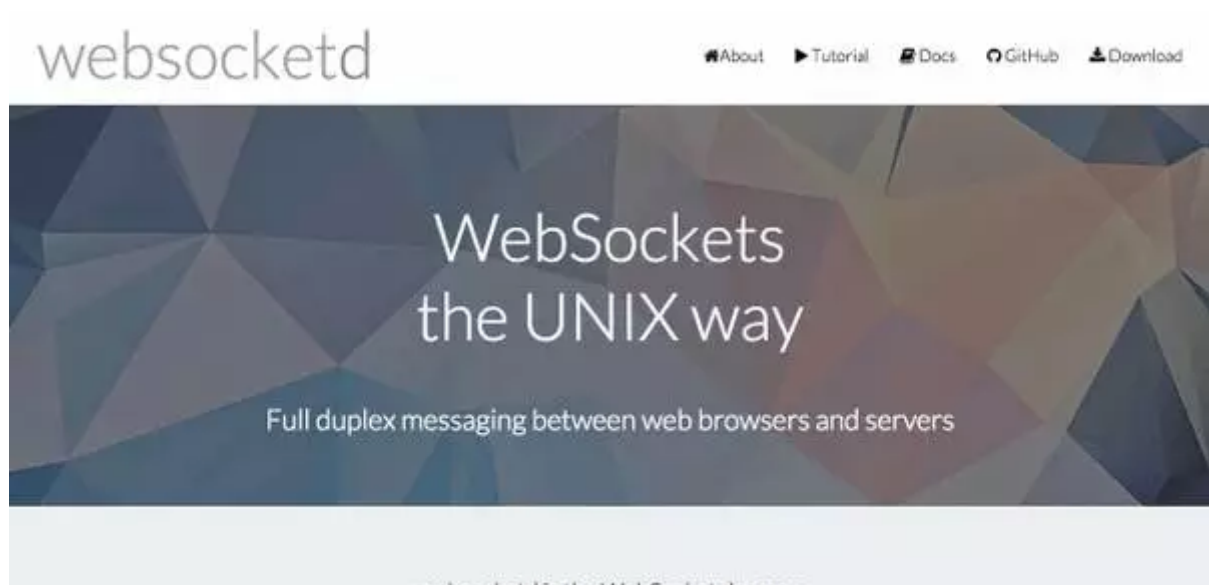 websocketd
About Tutorial Docs GitHub Download
WebSockets
the UNIX way
Full duplex messaging between web browsers and servers